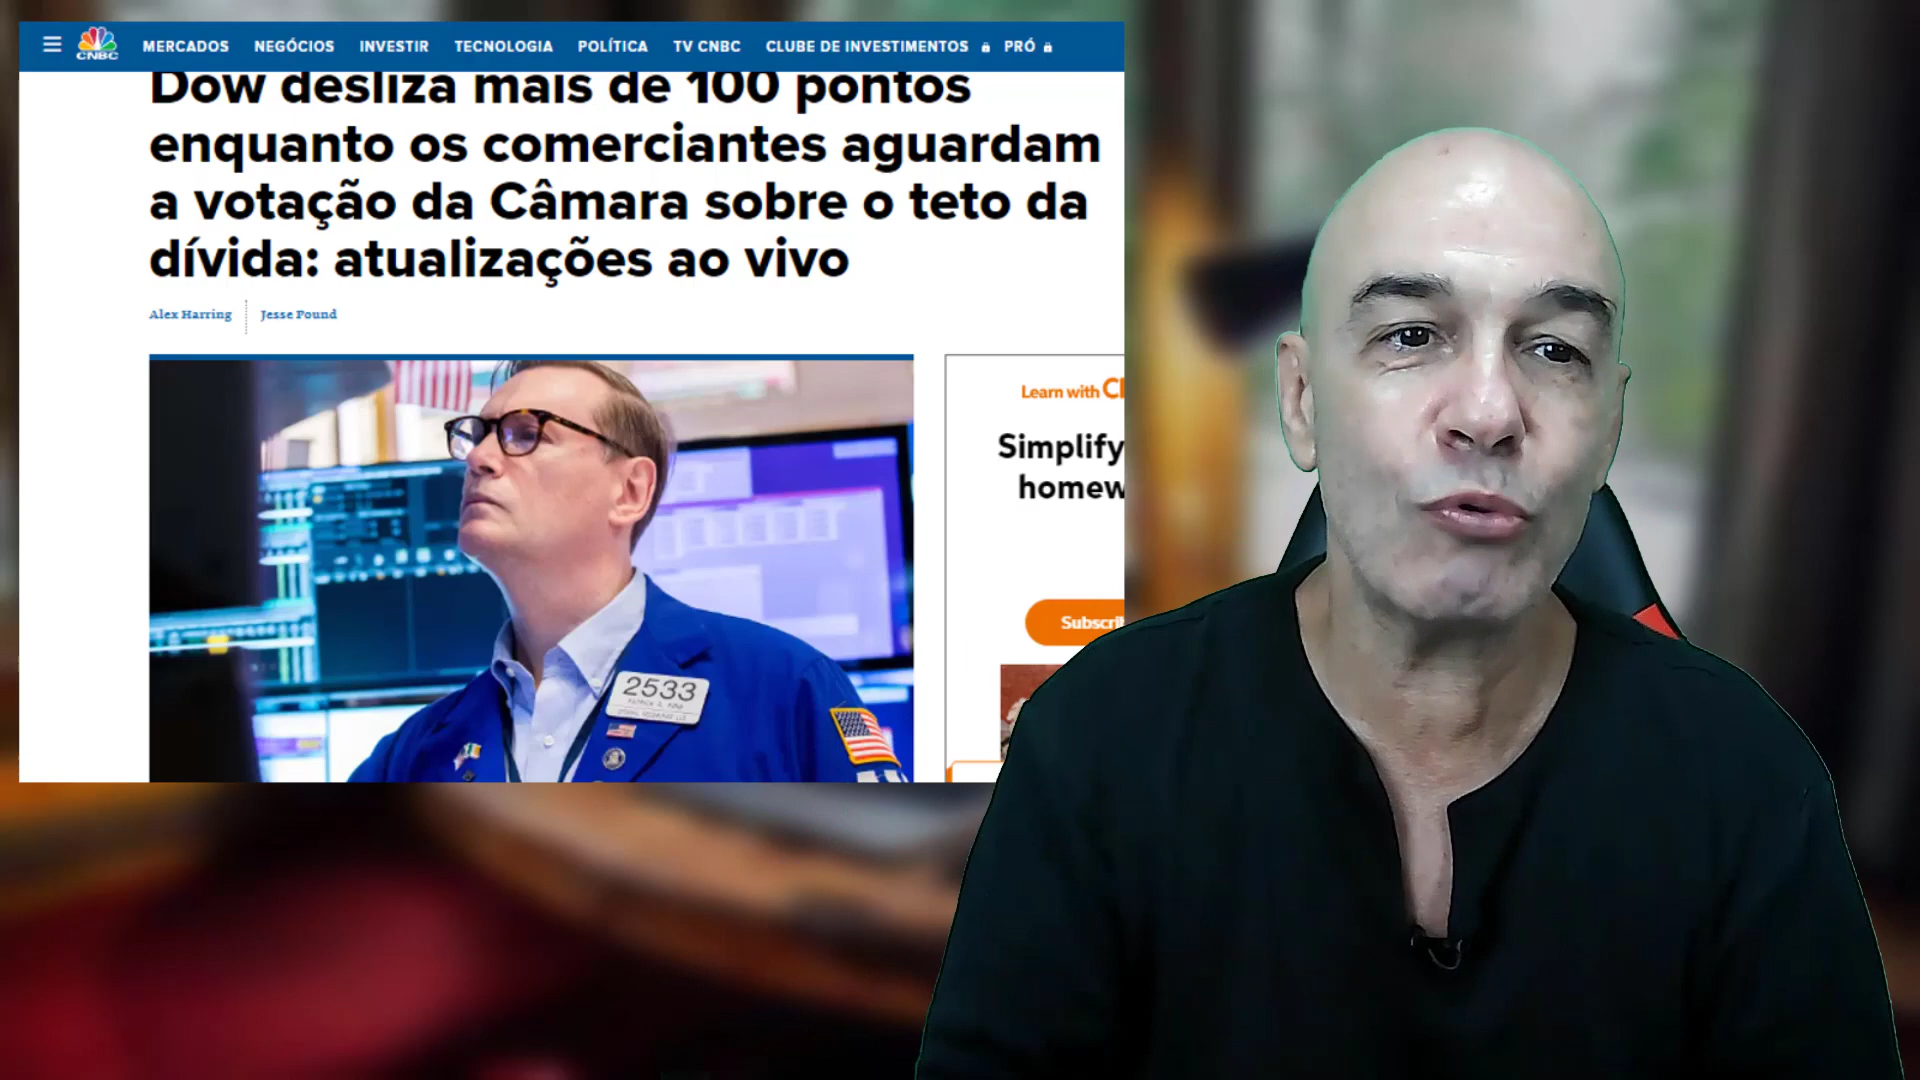 CNBC
MERCADOS NEGÓCIOS INVESTIR TECNOLOGIA POLÍTICA TV CNBC CLUBE DE INVESTIMENTOS PRÓ
Dow desliza mais de 100 pontos
enquanto os comerciantes aguardam
a votação da Câmara sobre o teto da
dívida: atualizações ao vivo
Alex Harring
Jesse Pound
Learn with
Simplify
homew
Subscri
2533